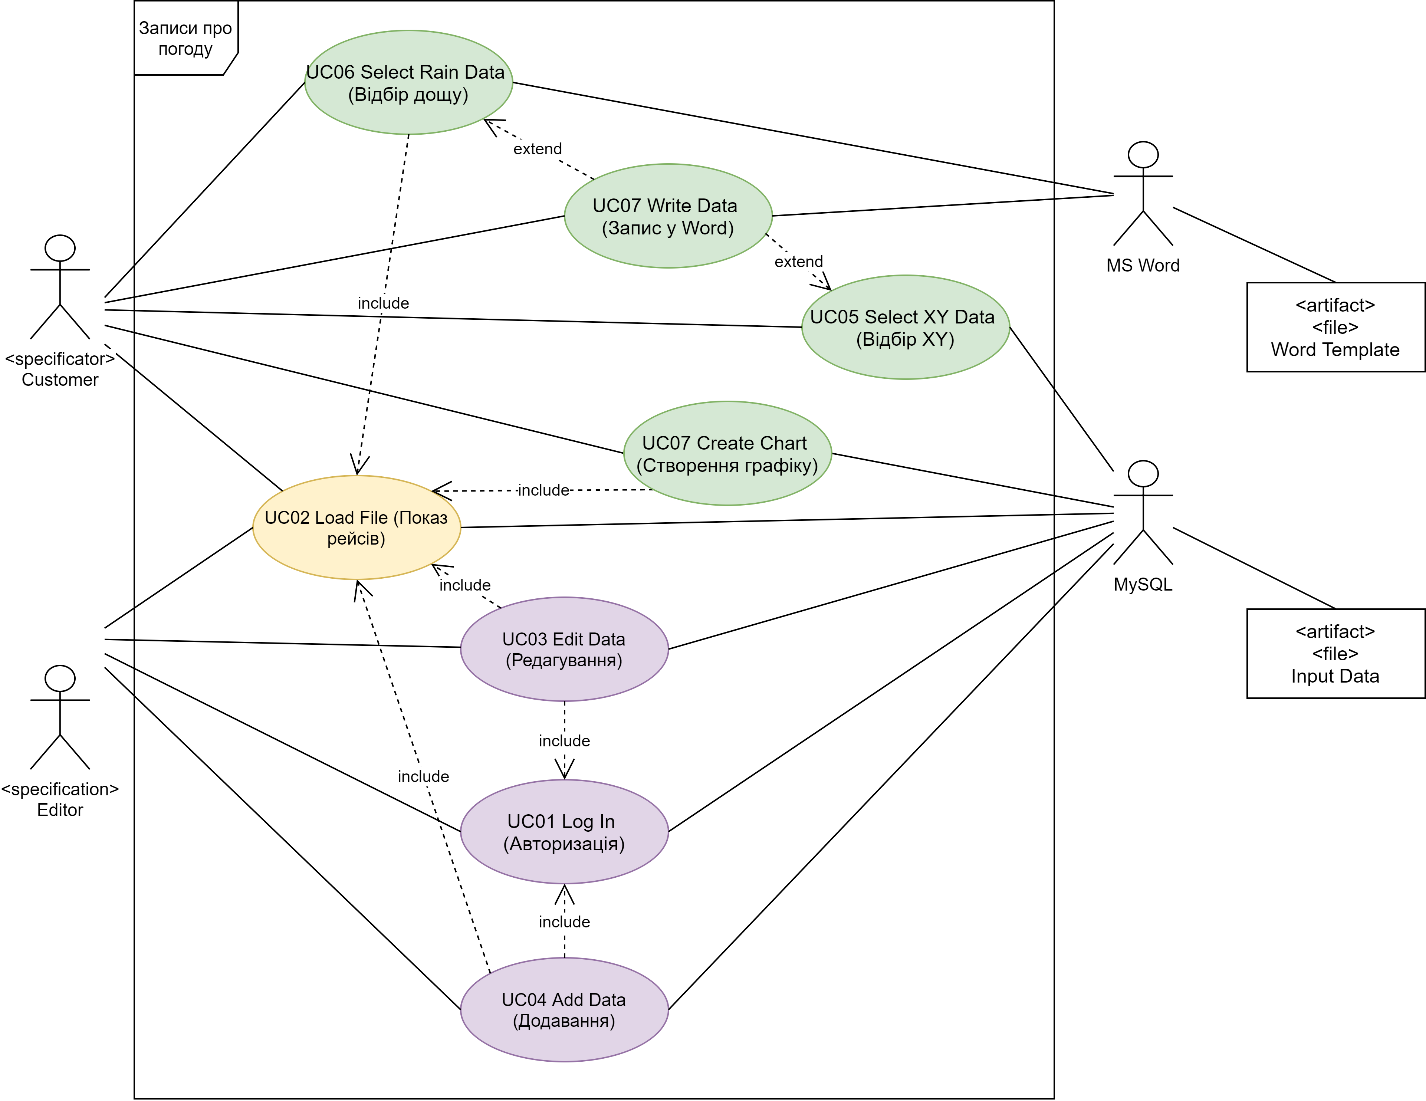 Записи про
погоду
UC06 Select Rain Data
(Відбір дощу)
extend
UC07 Write Data
(Запис у Word)
extend
MS Word
include
UC05 Select XY Data
(Відбір XY)
<artifact>
<file>
Word Template
<specificator>
Customer
UC07 Create Chart
(Створення графіку)
include
UC02 Load File (Показ
рейсів)
include
MySQL
UC03 Edit Data
(Редагування)
<artifact>
<file>
Input Data
include
include
<specification>
Editor
UC01 Log In
(Авторизація)
include
UC04 Add Data
(Додавання)